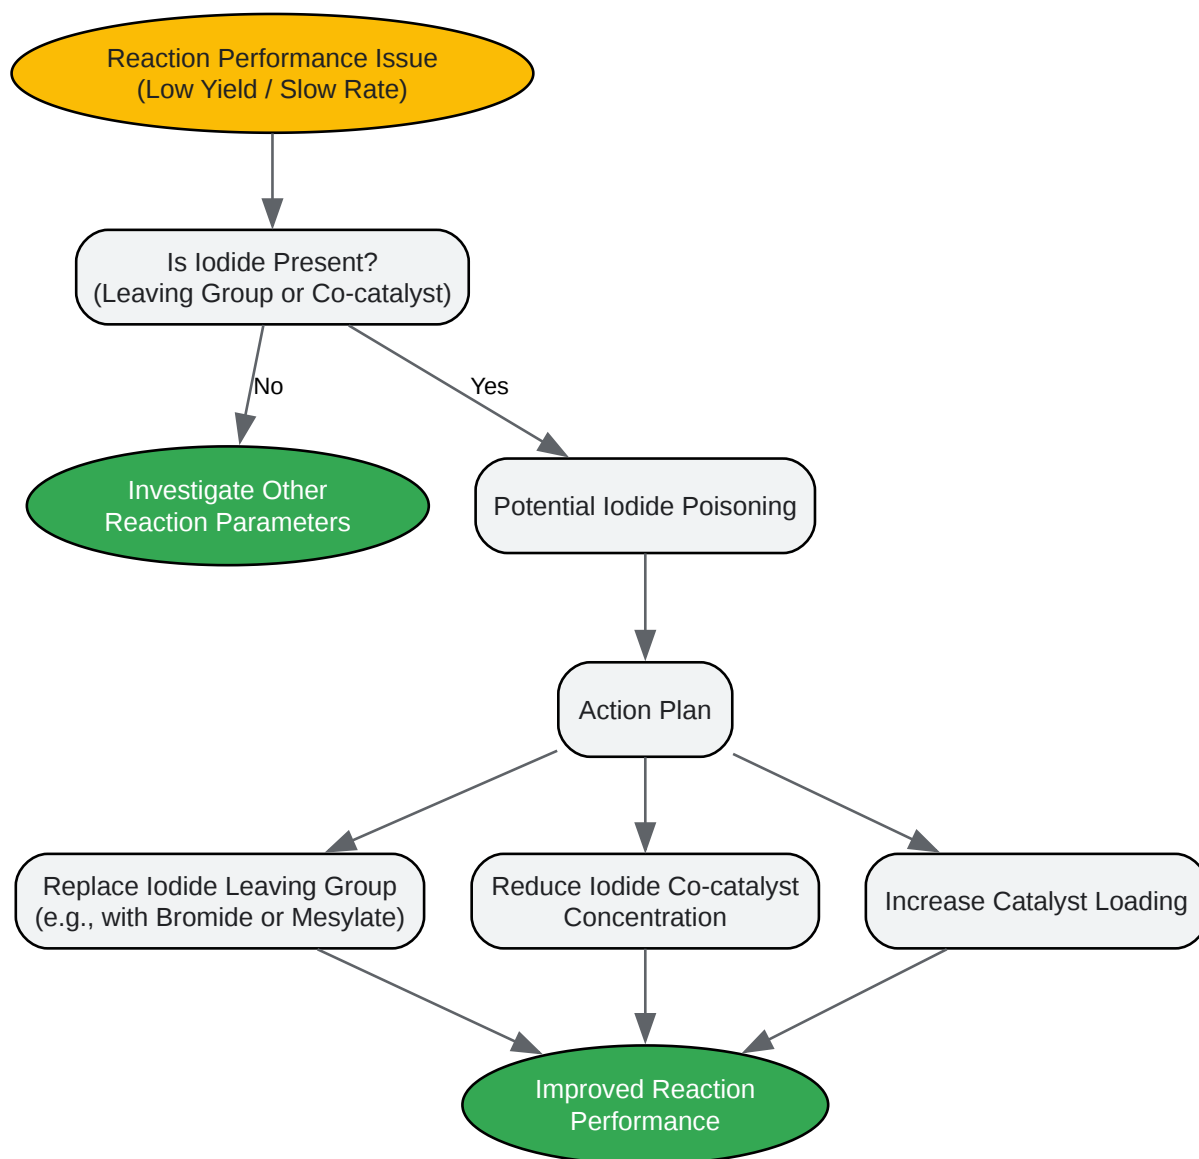 Reaction Performance Issue
(Low Yield / Slow Rate)
Is Iodide Present?
(Leaving Group or Co-catalyst)
No
Yes
Investigate Other
Reaction Parameters
Potential Iodide Poisoning
Action Plan
Replace Iodide Leaving Group
(e.g., with Bromide or Mesylate)
Reduce Iodide Co-catalyst
Concentration
Increase Catalyst Loading
Improved Reaction
Performance